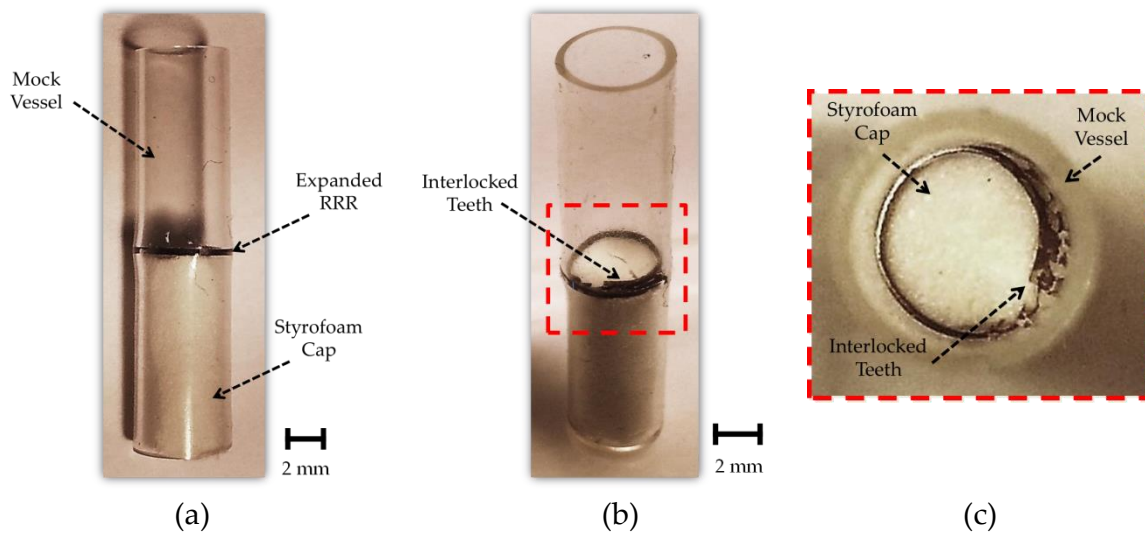 Mock
Vessel
Expanded
RRR
Styrofoam
Cap
2 mm
(a)
Interlocked
Teeth
2 mm
(b)
Styrofoam
Cap
Mock
Vessel
Interlocked
Teeth
(c)